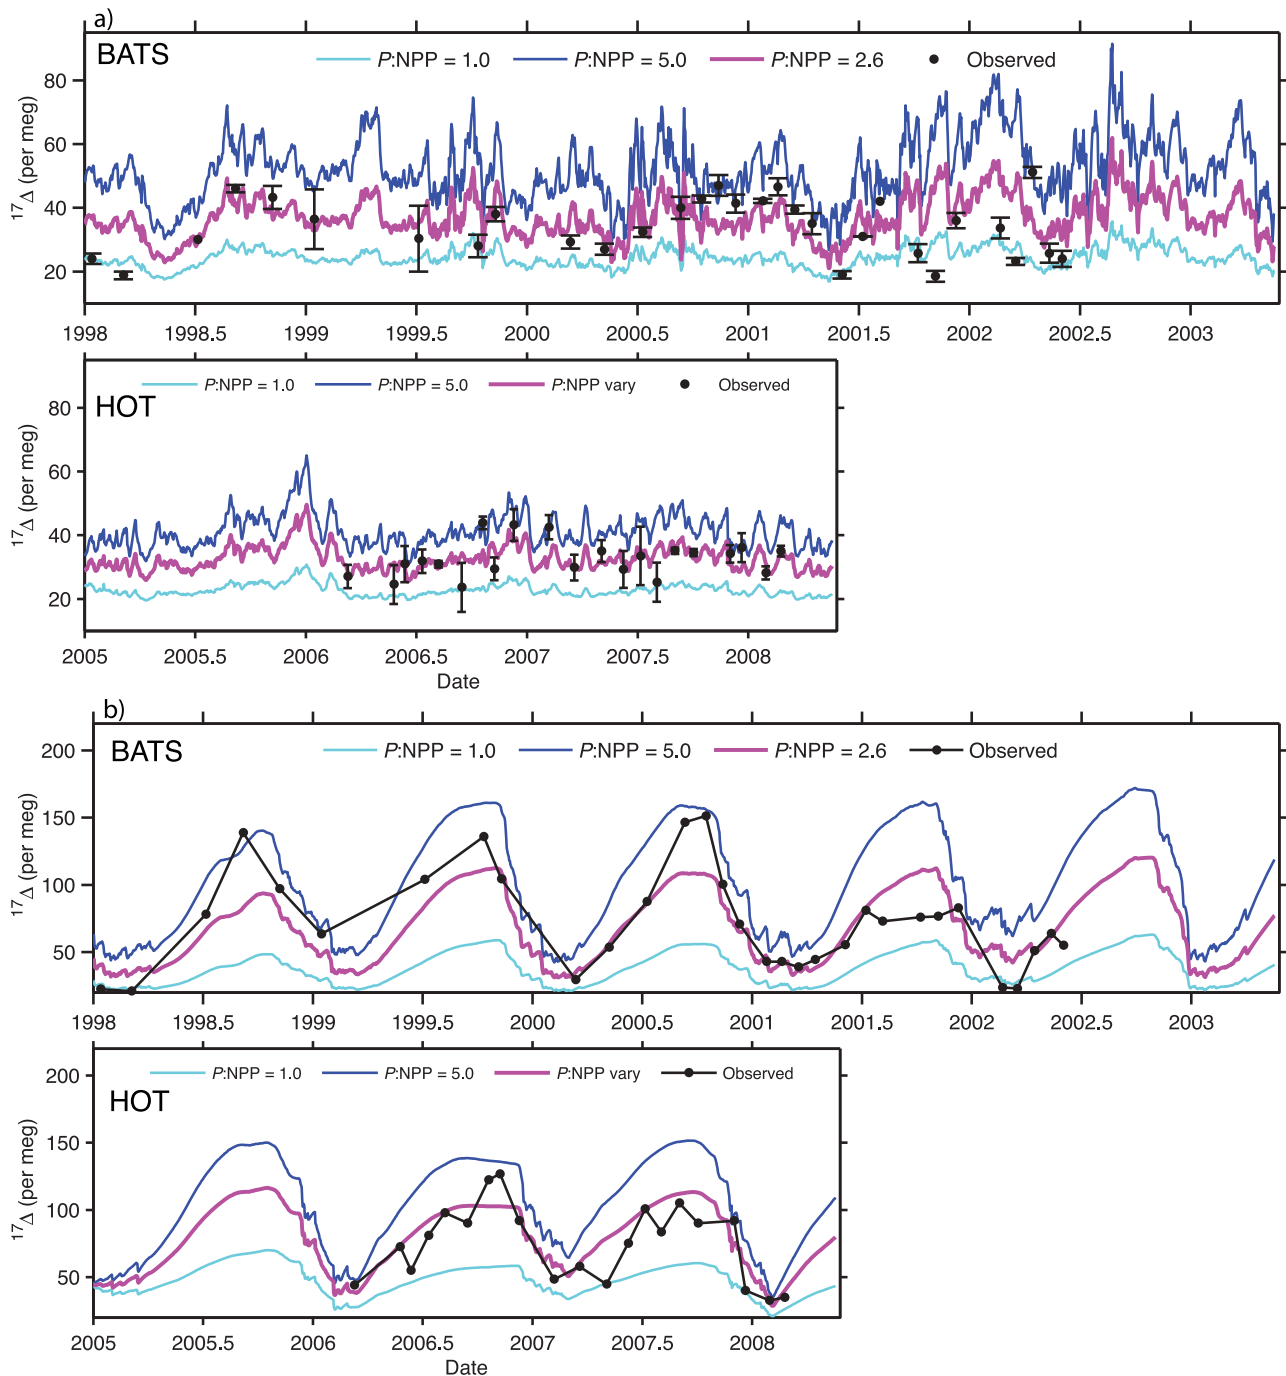 a)
BATS
P:NPP = 1.0 P:NPP = 5.0 P:NPP = 2.6 Observed
17Δ (per meg)
80
60
40
20
1998 1998.5 1999 1999.5 2000 2000.5 2001 2001.5 2002 2002.5 2003
P:NPP = 1.0 P:NPP = 5.0 P:NPP vary Observed
HOT
17Δ (per meg)
80
60
40
20
2005 2005.5 2006 2006.5 2007 2007.5 2008
Date
b)
BATS
P:NPP = 1.0 P:NPP = 5.0 P:NPP = 2.6 Observed
17Δ (per meg)
200
150
100
50
1998 1998.5 1999 1999.5 2000 2000.5 2001 2001.5 2002 2002.5 2003
P:NPP = 1.0 P:NPP = 5.0 P:NPP vary Observed
HOT
17Δ (per meg)
200
150
100
50
2005 2005.5 2006 2006.5 2007 2007.5 2008
Date